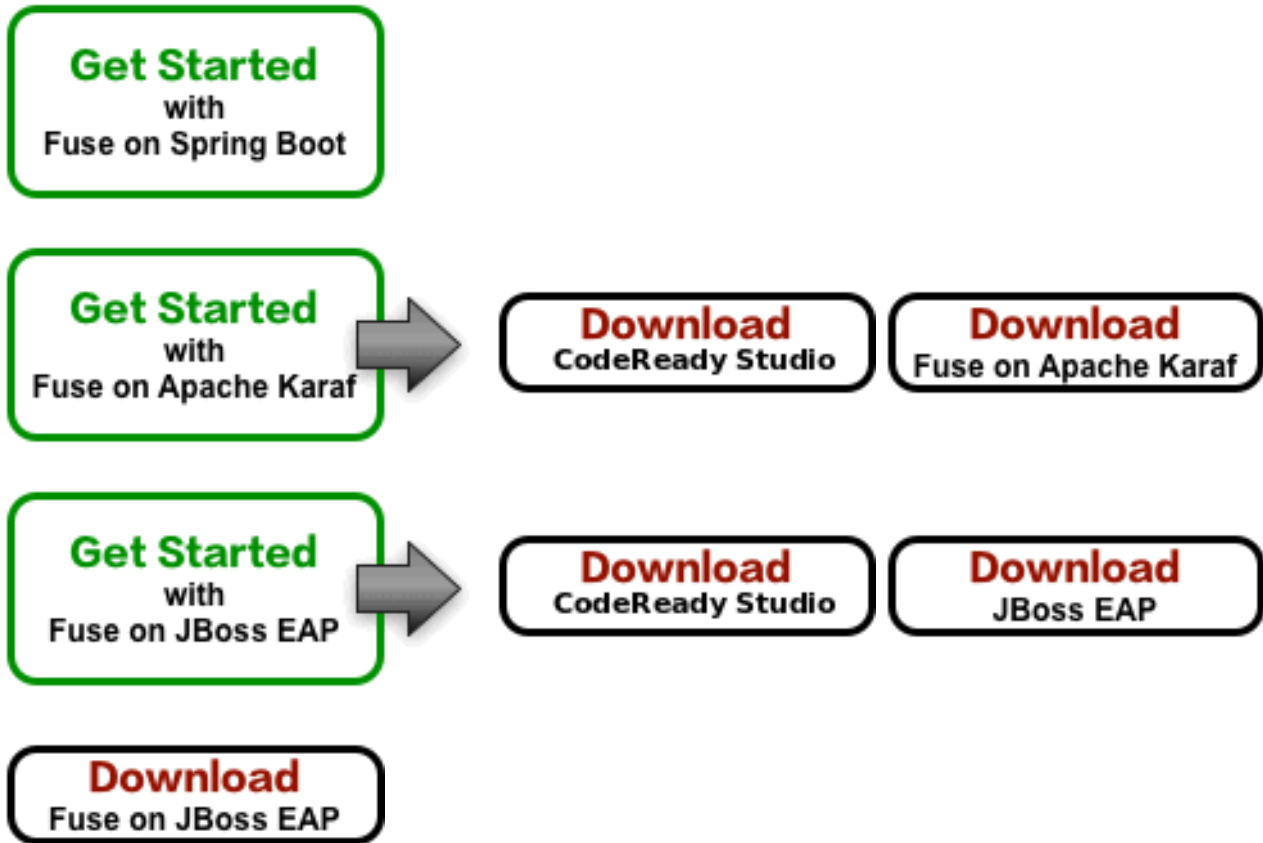 Get Started
with
Fuse on Spring Boot
Get Started
with
Fuse on Apache Karaf
Download
CodeReady Studio
Download
Fuse on Apache Karaf
Get Started
with
Fuse on JBoss EAP
Download
CodeReady Studio
Download
JBoss EAP
Download
Fuse on JBoss EAP